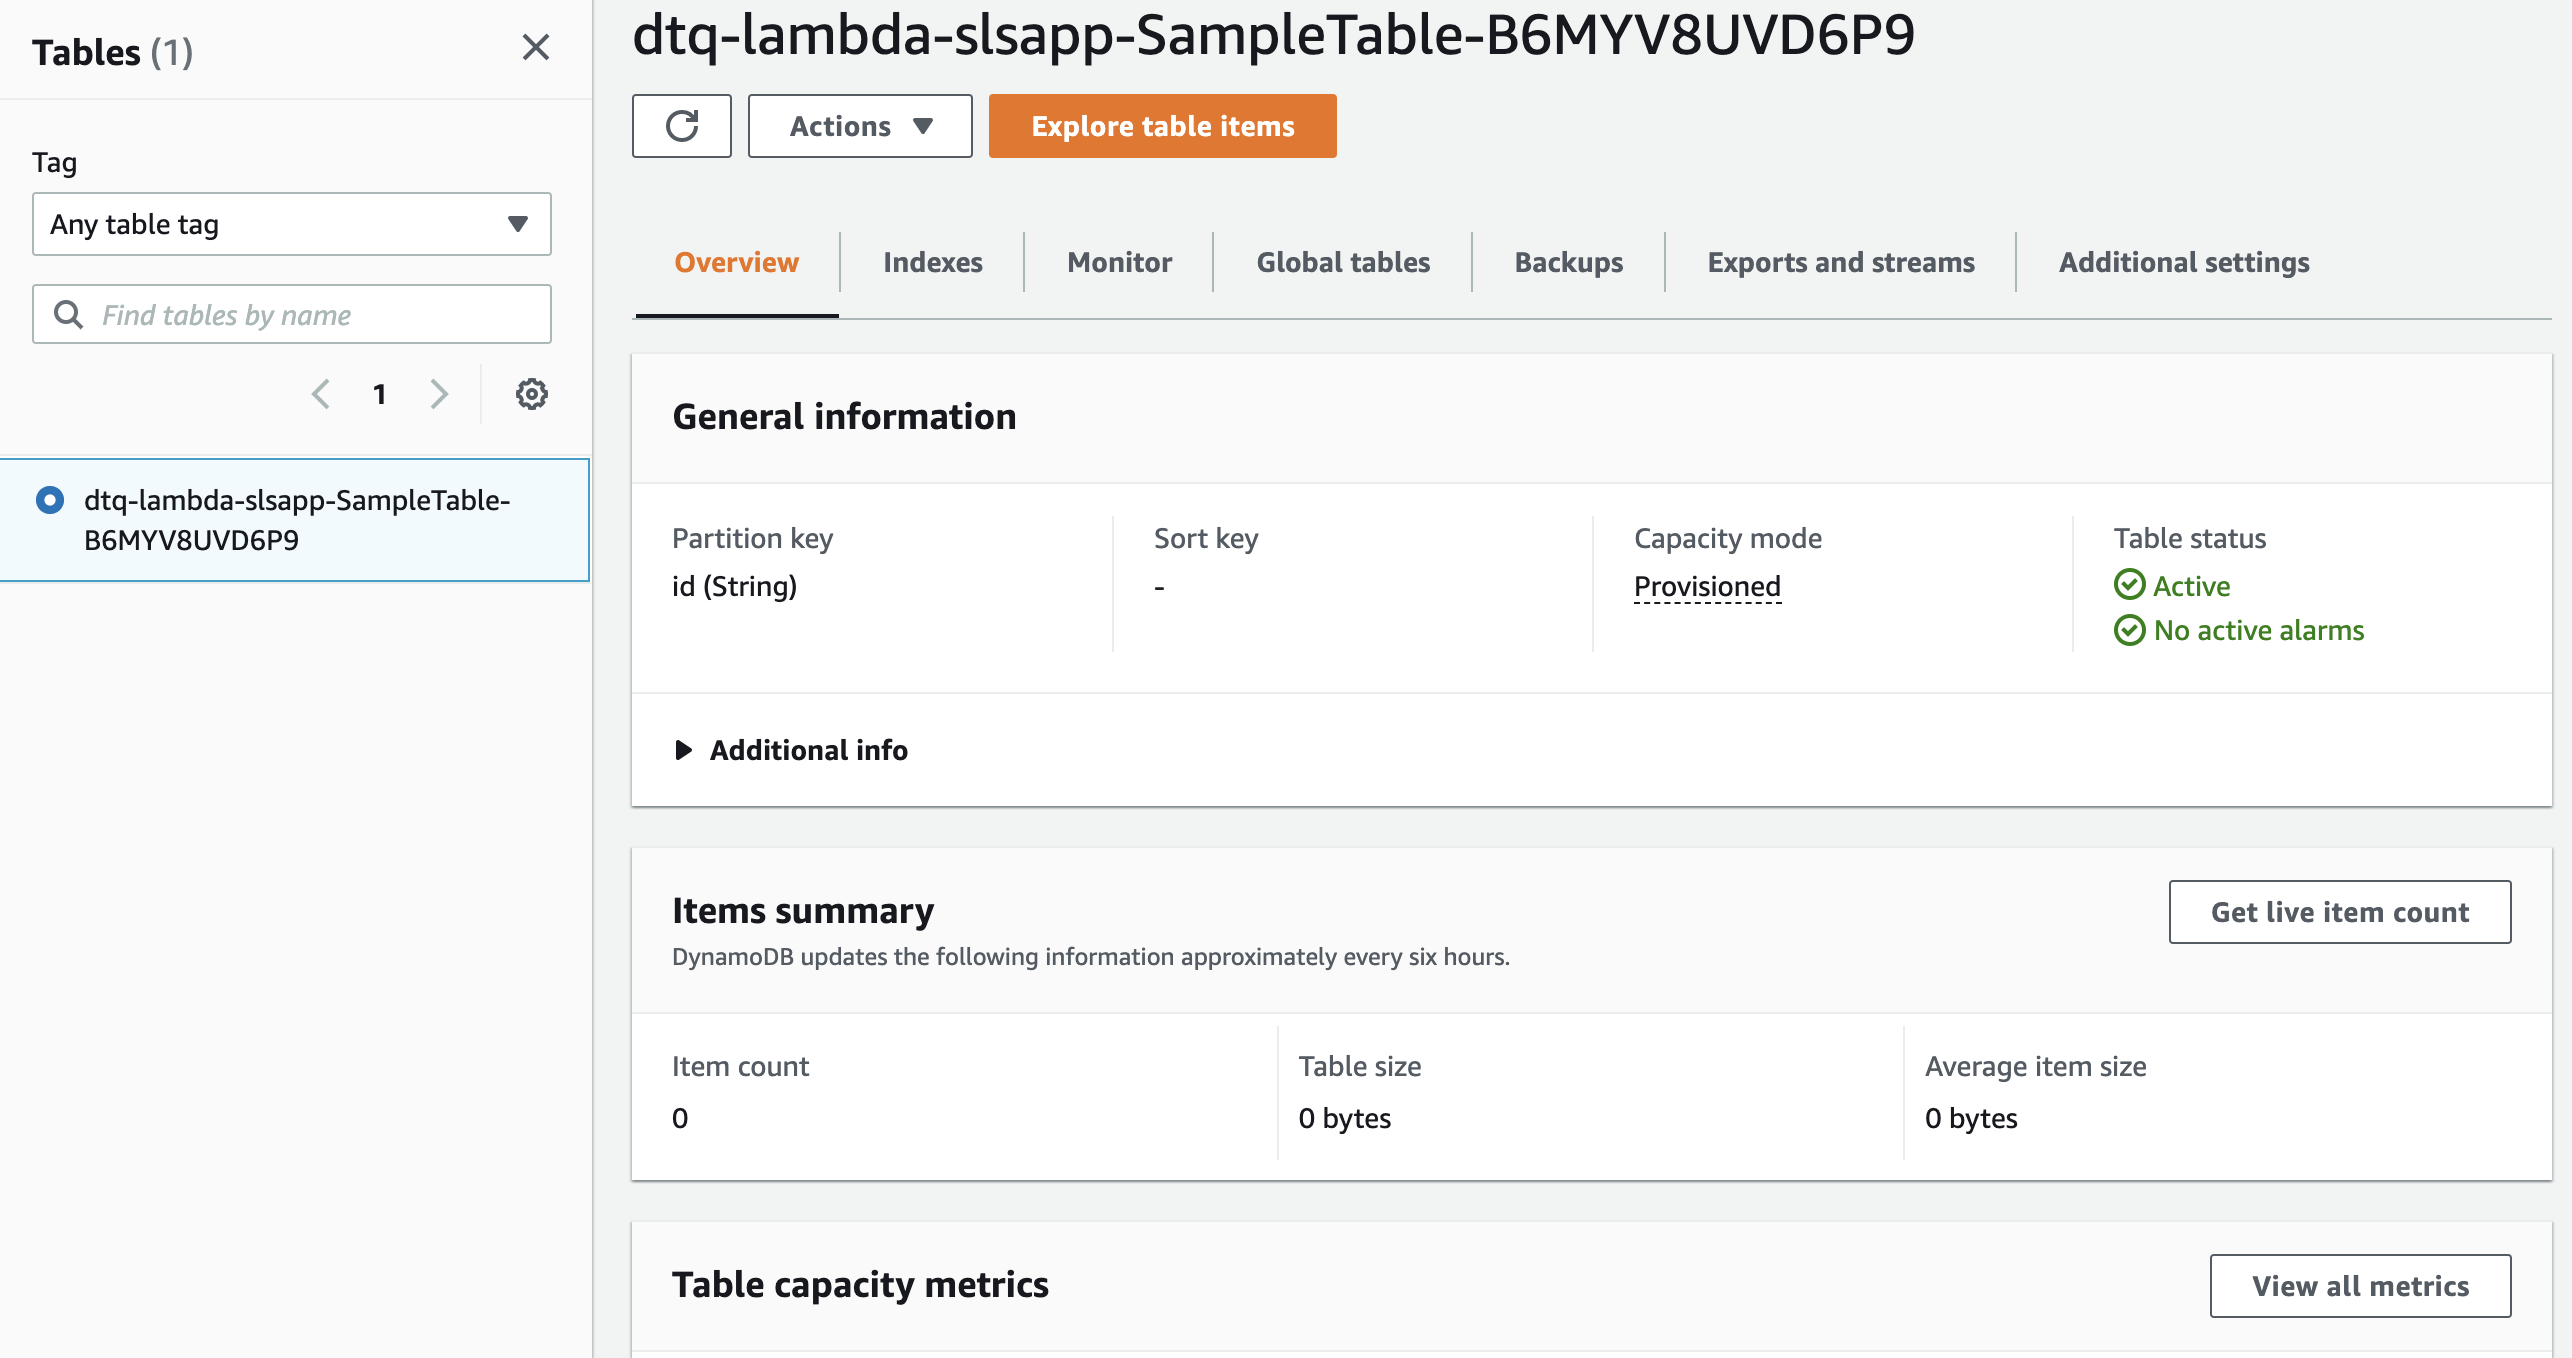 Tables (1)
Tag
Any table tag
Find tables by name
1
dtq-lambda-slsapp-SampleTable-
B6MYV8UVD6P9
dtq-lambda-slsapp-SampleTable-B6MYV8UVD6P9
Actions
Explore table items
Overview
Indexes
Monitor
Global tables
Backups
Exports and streams
Additional settings
General information
Partition key
id (String)
Sort key
-
Capacity mode
Provisioned
Table status
Active
No active alarms
Additional info
Items summary
Get live item count
DynamoDB updates the following information approximately every six hours.
Item count
0
Table size
0 bytes
Average item size
0 bytes
Table capacity metrics
View all metrics